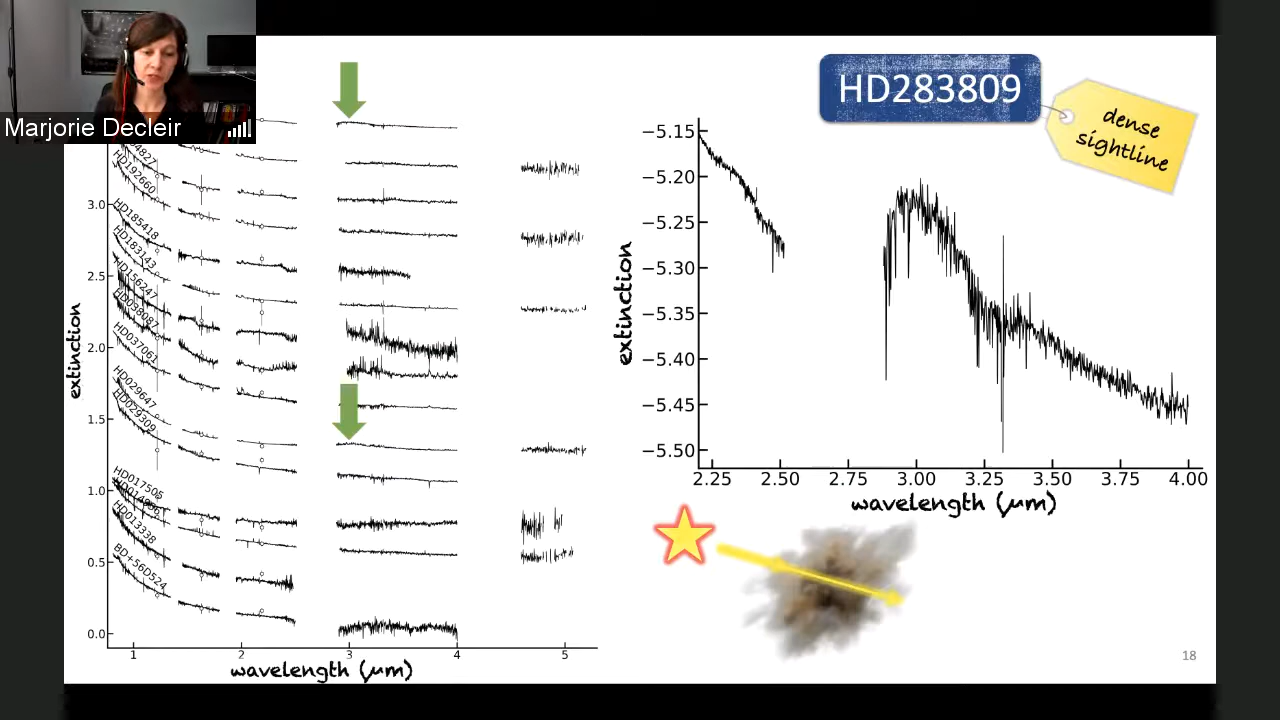 Marjorie Decleir
HD192660
HD185418
HD183143
HD156247
HD038087
HD037061
HD029647
HD029309
HD017505
HD013338
BD+56D524
3.0
2.5
2.0
1.5
1.0
0.5
0.0
extinction
1 2 3 4 5
wavelength (μm)
HD283809
dense
sightline
−5.15
−5.20
−5.25
−5.30
−5.35
−5.40
−5.45
−5.50
extinction
2.25 2.50 2.75 3.00 3.25 3.50 3.75 4.00
wavelength (μm)
18